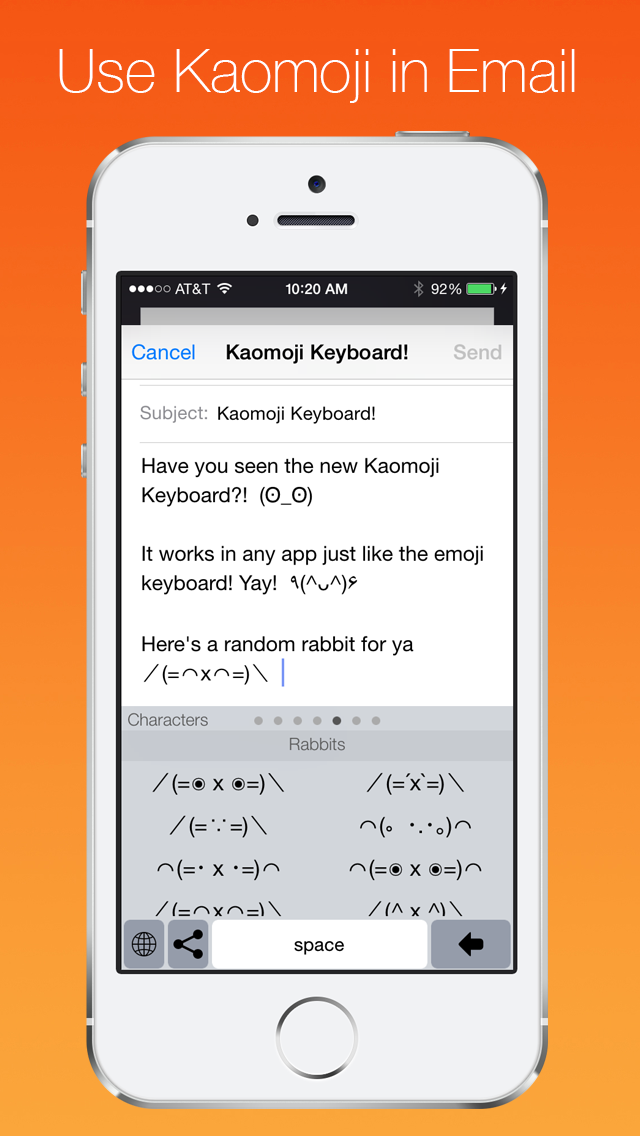 Use Kaomoji in Email
AT&T 10:20 AM 92%
Cancel Kaomoji Keyboard! Send
Subject: Kaomoji Keyboard!
Have you seen the new Kaomoji
Keyboard?! (ʘ_ʘ)
It works in any app just like the emoji
keyboard! Yay! ٩(^ᴗ^)۶
Here's a random rabbit for ya
／(=⌒x⌒=)＼
Characters
Rabbits
／(=◉ x ◉=)＼ ／(=´x`=)＼
／(=∵=)＼ ⌒(｡･.･｡)⌒
⌒(=･ x ･=)⌒ ⌒(=◉ x ◉=)⌒
／(=⌒x⌒=)＼ ／(^ x ^)＼
space